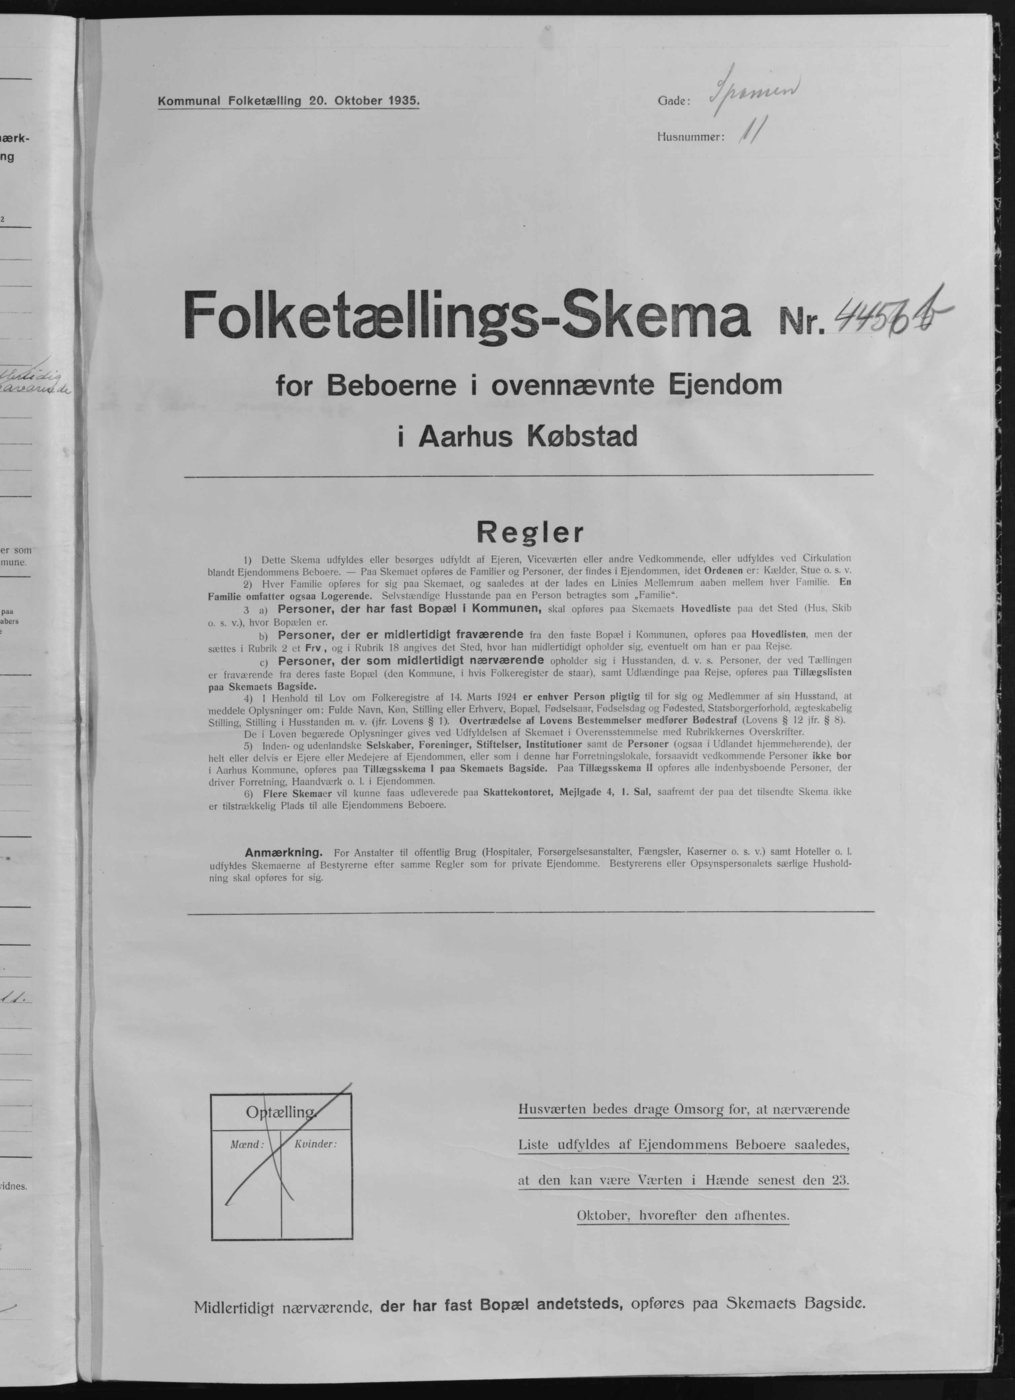 Kommunal Folketælling 20. Oktober 1935.
Gade: Spanien
Husnummer: 11
Folketællings-Skema Nr. 4456 b
for Beboerne i ovennævnte Ejendom
i Aarhus Købstad
Regler
1) Dette Skema udfyldes eller besørges udfyldt af Ejeren, Viceværten eller andre Vedkommende, eller udfyldes ved Cirkulation
blandt Ejendommens Beboere. — Paa Skemaet opføres de Familier og Personer, der findes i Ejendommen, idet Ordenen er: Kælder, Stue o. s. v.
2) Hver Familie opføres for sig paa Skemaet, og saaledes at der lades en Linies Mellemrum aaben mellem hver Familie. En
Familie omfatter ogsaa Logerende. Selvstændige Husstande paa en Person betragtes som „Familie“.
3 a) Personer, der har fast Bopæl i Kommunen, skal opføres paa Skemaets Hovedliste paa det Sted (Hus, Skib
o. s. v.), hvor Bopælen er.
b) Personer, der er midlertidigt fraværende fra den faste Bopæl i Kommunen, opføres paa Hovedlisten, men der
sættes i Rubrik 2 et Frv., og i Rubrik 18 angives det Sted, hvor han midlertidigt opholder sig, eventuelt om han er paa Rejse.
c) Personer, der som midlertidigt nærværende opholder sig i Husstanden, d. v. s. Personer, der ved Tællingen
er fraværende fra deres faste Bopæl (den Kommune, i hvis Folkeregister de staar), samt Udlændinge paa Rejse, opføres paa Tillægslisten
paa Skemaets Bagside.
4) I Henhold til Lov om Folkeregistre af 14. Marts 1924 er enhver Person pligtig til for sig og Medlemmer af sin Husstand, at
meddele Oplysninger om: Fulde Navn, Køn, Stilling eller Erhverv, Bopæl, Fødselsaar, Fødselsdag og Fødested, Statsborgerforhold, ægteskabelig
Stilling, Stilling i Husstanden m. v. (jfr. Lovens § 1). Overtrædelse af Lovens Bestemmelser medfører Bødestraf (Lovens § 12 jfr. § 8).
De i Loven begærede Oplysninger gives ved Udfyldelsen af Skemaet i Overensstemmelse med Rubrikkernes Overskrifter.
5) Inden- og udenlandske Selskaber, Foreninger, Stiftelser, Institutioner samt de Personer (ogsaa i Udlandet hjemmehørende), der
helt eller delvis er Ejere eller Medejere af Ejendommen, eller som i denne har Forretningslokale, forsaavidt vedkommende Personer ikke bor
i Aarhus Kommune, opføres paa Tillægsskema I paa Skemaets Bagside. Paa Tillægsskema II opføres alle indenbysboende Personer, der
driver Forretning, Haandværk o. l. i Ejendommen.
6) Flere Skemaer vil kunne faas udleverede paa Skattekontoret, Mejlgade 4, 1. Sal, saafremt der paa det tilsendte Skema ikke
er tilstrækkelig Plads til alle Ejendommens Beboere.
Anmærkning. For Anstalter til offentlig Brug (Hospitaler, Forsørgelsesanstalter, Fængsler, Kaserner o. s. v.) samt Hoteller o. l.
udfyldes Skemaerne af Bestyrerne efter samme Regler som for private Ejendomme. Bestyrerens eller Opsynspersonalets særlige Hushold-
ning skal opføres for sig.
Optælling.
Mænd: Kvinder:
Husværten bedes drage Omsorg for, at nærværende
Liste udfyldes af Ejendommens Beboere saaledes,
at den kan være Værten i Hænde senest den 23.
Oktober, hvorefter den afhentes.
Midlertidigt nærværende, der har fast Bopæl andetsteds, opføres paa Skemaets Bagside.